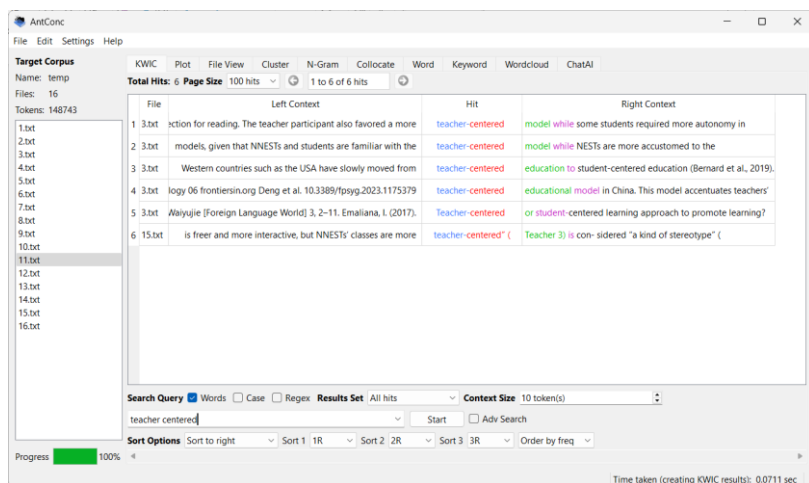 AntConc
File Edit Settings Help
Target Corpus
Name: temp
Files: 16
Tokens: 148743
1.txt
2.txt
3.txt
4.txt
5.txt
6.txt
7.txt
8.txt
9.txt
10.txt
11.txt
12.txt
13.txt
14.txt
15.txt
16.txt
Progress 100%
KWIC Plot File View Cluster N-Gram Collocate Word Keyword Wordcloud ChatAI
Total Hits: 6 Page Size 100 hits 1 to 6 of 6 hits
File Left Context Hit Right Context
1 3.txt ection for reading. The teacher participant also favored a more teacher-centered model while some students required more autonomy in
2 3.txt models, given that NNESTs and students are familiar with the teacher-centered model while NESTs are more accustomed to the
3 3.txt Western countries such as the USA have slowly moved from teacher-centered education to student-centered education (Bernard et al., 2019).
4 3.txt logy 06 frontiersin.org Deng et al. 10.3389/fpsyg.2023.1175379 teacher-centered educational model in China. This model accentuates teachers'
5 3.txt Waiyujie [Foreign Language World] 3, 2–11. Emaliana, I. (2017). Teacher-centered or student-centered learning approach to promote learning?
6 15.txt is freer and more interactive, but NNESTs' classes are more teacher-centered" ( Teacher 3) is con- sidered "a kind of stereotype" (
Search Query Words Case Regex Results Set All hits Context Size 10 token(s)
teacher centered Start Adv Search
Sort Options Sort to right Sort 1 1R Sort 2 2R Sort 3 3R Order by freq
Time taken (creating KWIC results): 0.0711 sec